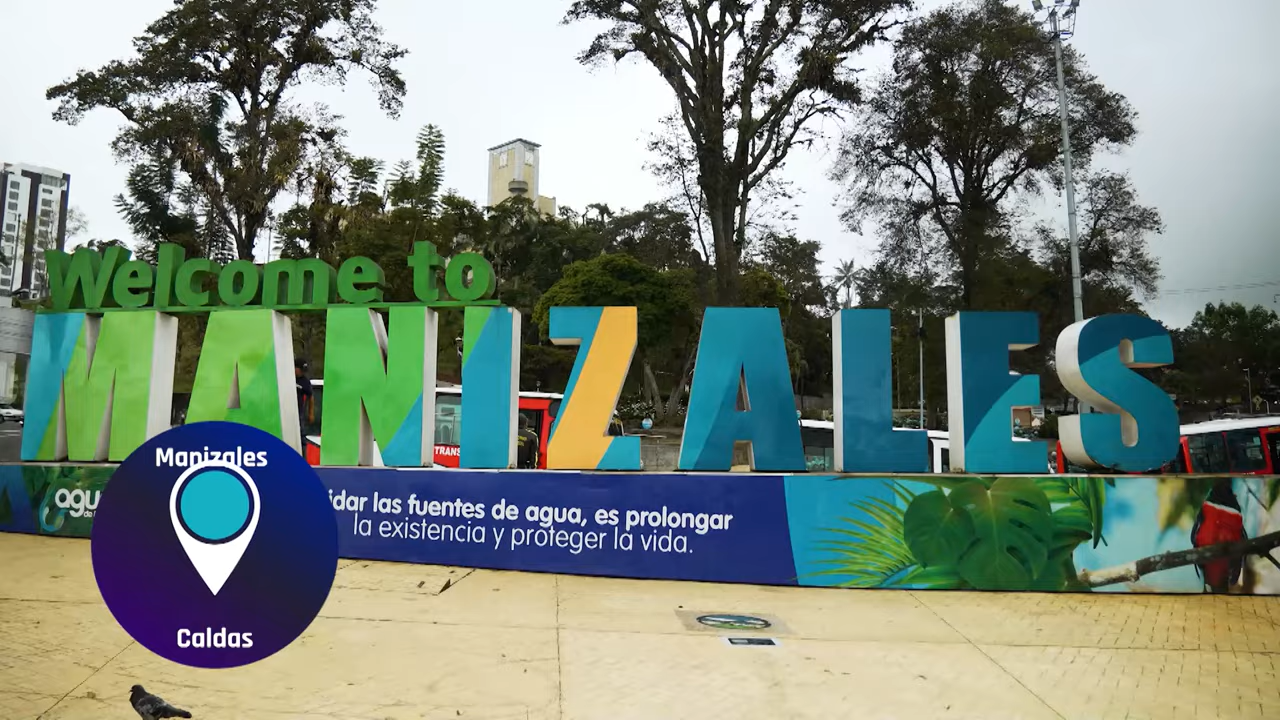 Welcome to
MANIZALES
Manizales
Caldas
agu
idar las fuentes de agua, es prolongar
la existencia y proteger la vida.
TRANS